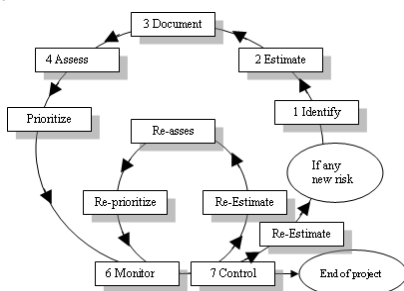 3 Document
4 Assess
2 Estimate
Prioritize
1 Identify
Re-asses
If any
new risk
Re-prioritize
Re-Estimate
Re-Estimate
6 Monitor
7 Control
End of project